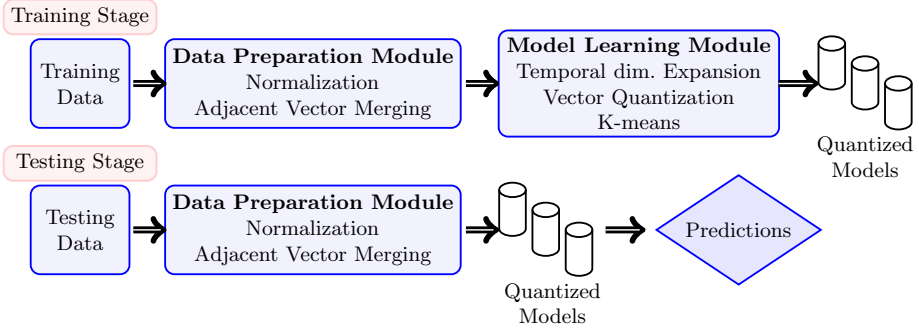 Training Stage
Training
Data
Data Preparation Module
Normalization
Adjacent Vector Merging
Model Learning Module
Temporal dim. Expansion
Vector Quantization
K-means
Quantized
Models
Testing Stage
Testing
Data
Data Preparation Module
Normalization
Adjacent Vector Merging
Quantized
Models
Predictions